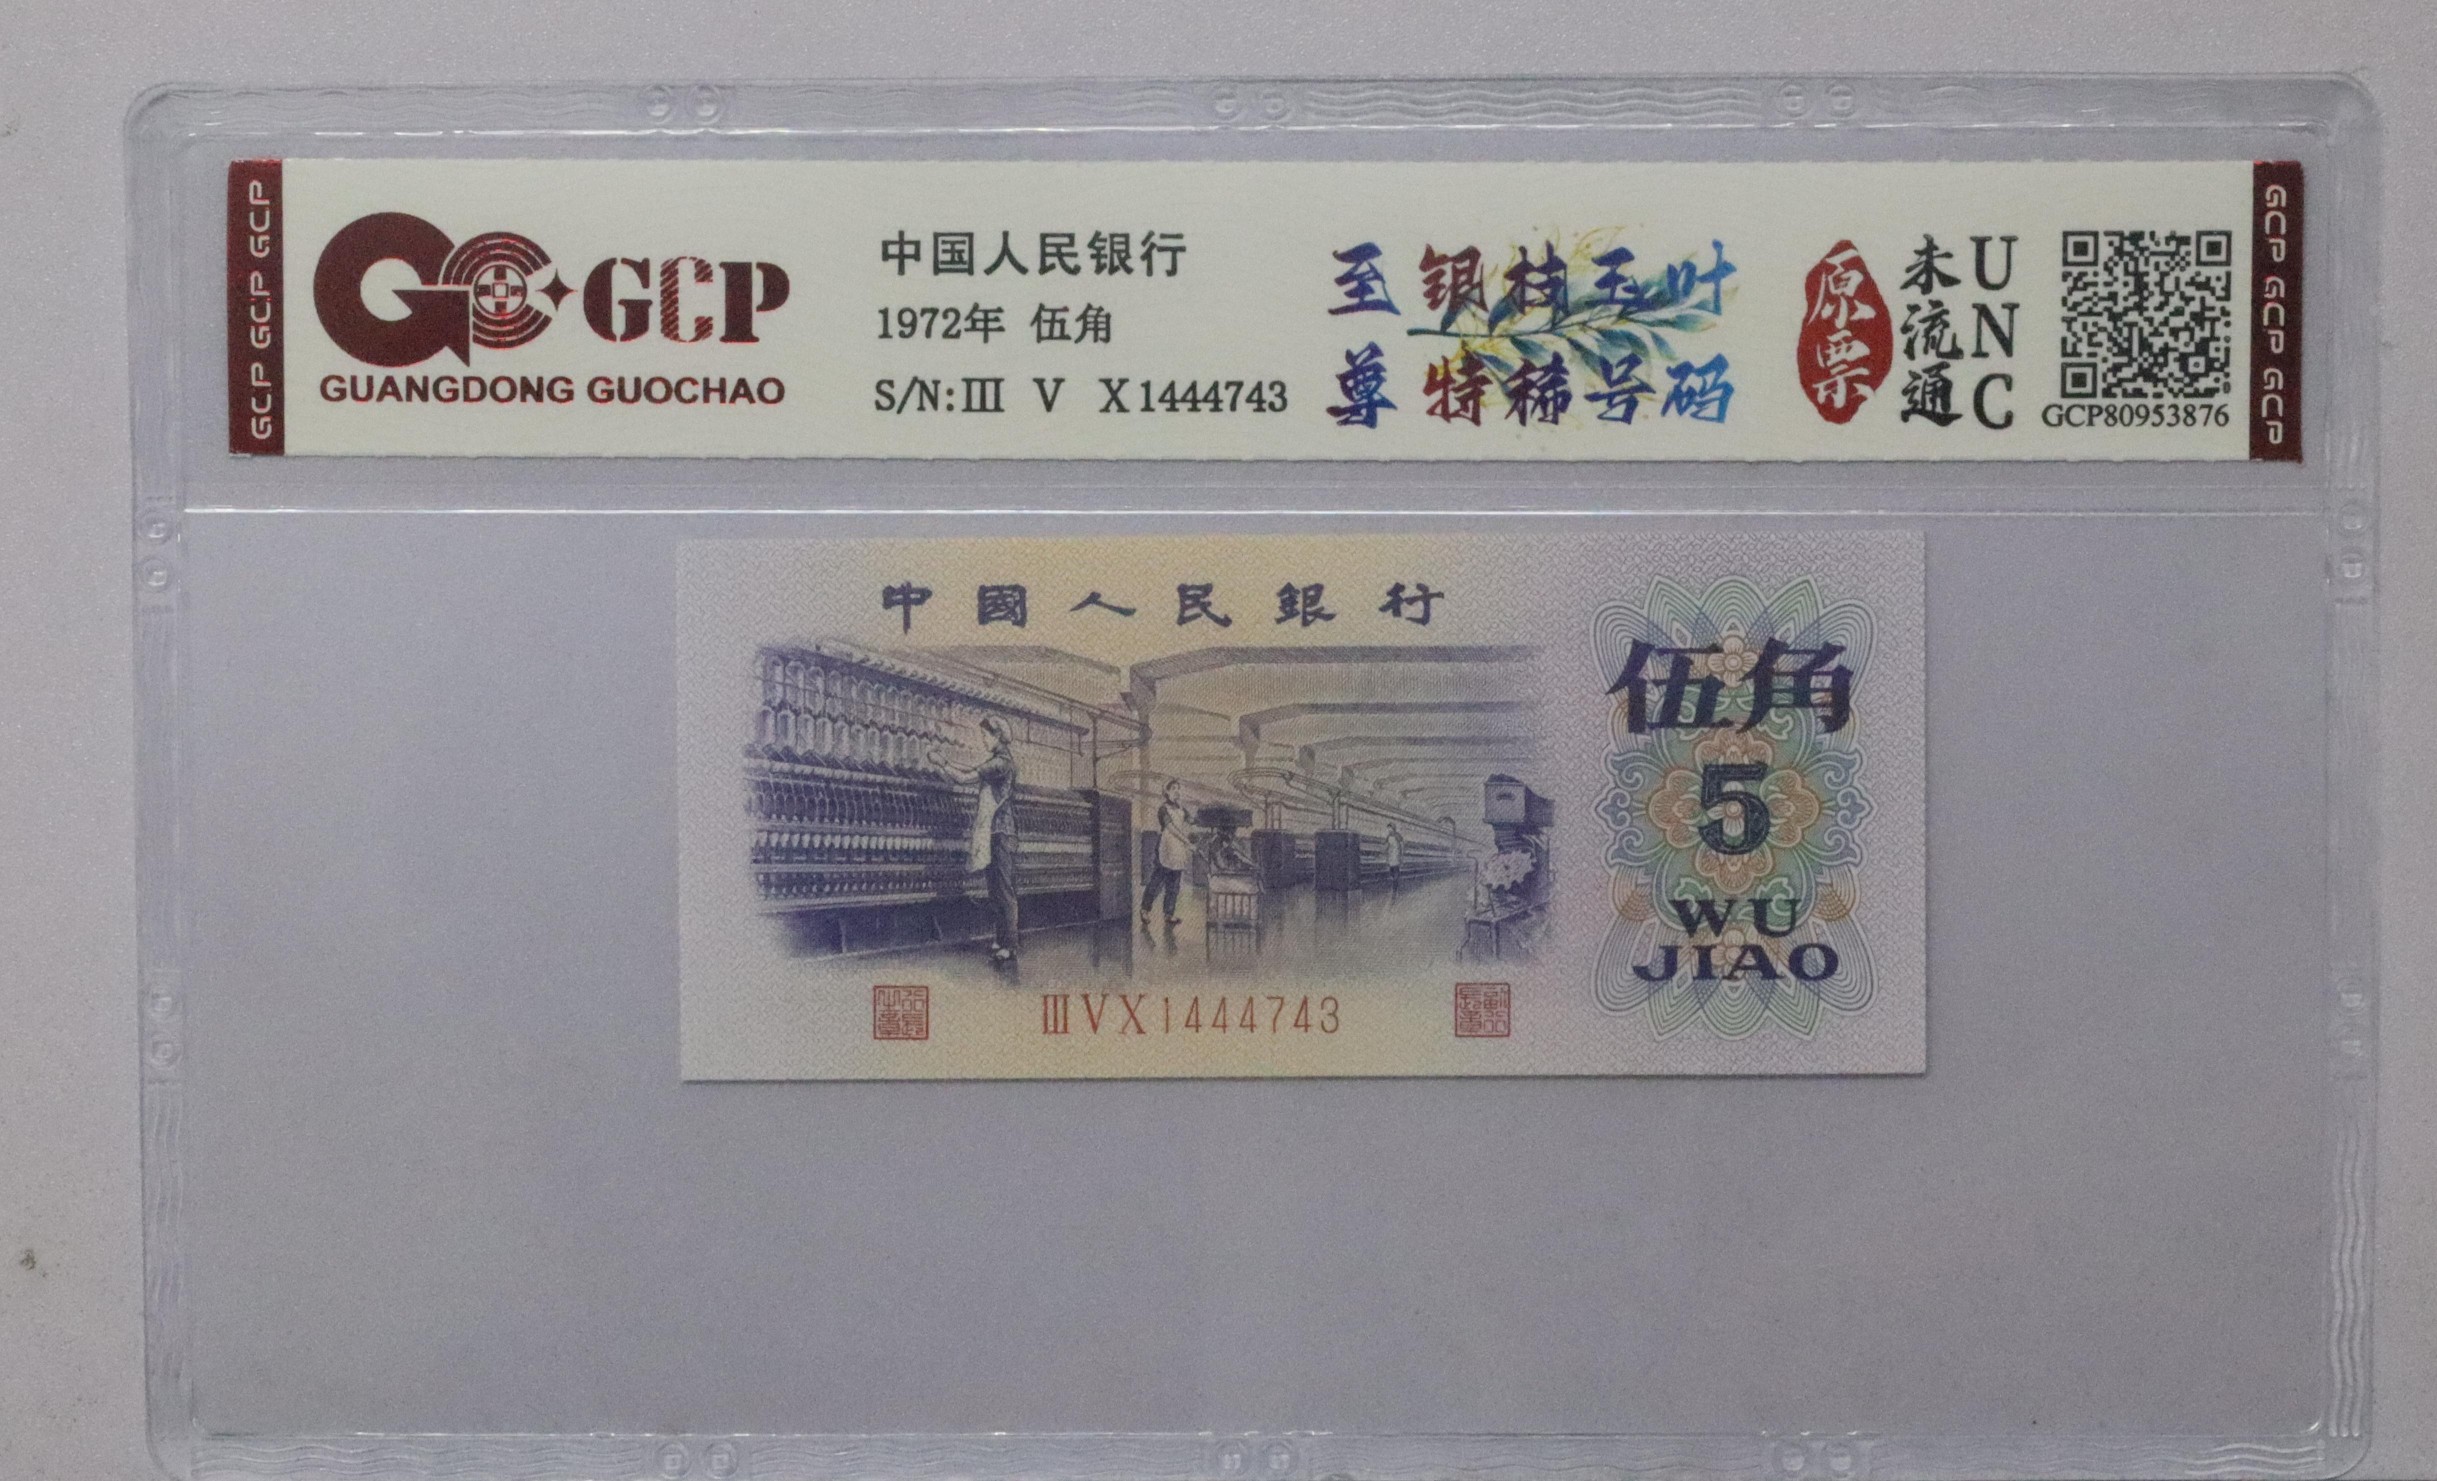 GCP GCP GCP
GCP
GUANGDONG GUOCHAO
中国人民银行
1972年 伍角
S/N:Ⅲ V X1444743
至尊
银枝玉叶
特稀号码
原票
未流通
UNC
GCP80953876
GCP GCP GCP
中國人民銀行
伍角
5
WU
JIAO
ⅢVX1444743